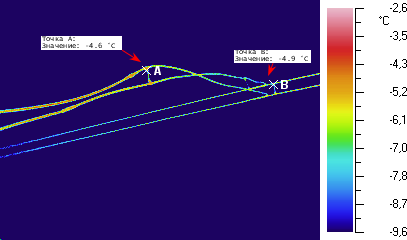 Точка А:
Значение: -4.6 °C
Точка В:
Значение: -4.9 °C
A
B
°C
-2,6
-3,5
-4,3
-5,2
-6,1
-7,0
-7,8
-8,7
-9,6